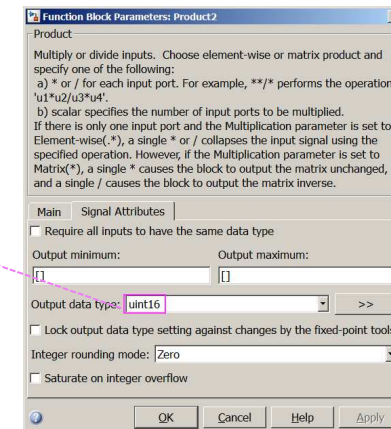 Function Block Parameters: Product2
Product
Multiply or divide inputs. Choose element-wise or matrix product and
specify one of the following:
a) * or / for each input port. For example, **/* performs the operation
'u1*u2/u3*u4'.
b) scalar specifies the number of input ports to be multiplied.
If there is only one input port and the Multiplication parameter is set to
Element-wise(.*), a single * or / collapses the input signal using the
specified operation. However, if the Multiplication parameter is set to
Matrix(*), a single * causes the block to output the matrix unchanged,
and a single / causes the block to output the matrix inverse.
Main Signal Attributes
Require all inputs to have the same data type
Output minimum: Output maximum:
[] []
Output data type: uint16 >>
Lock output data type setting against changes by the fixed-point tools
Integer rounding mode: Zero
Saturate on integer overflow
OK Cancel Help Apply